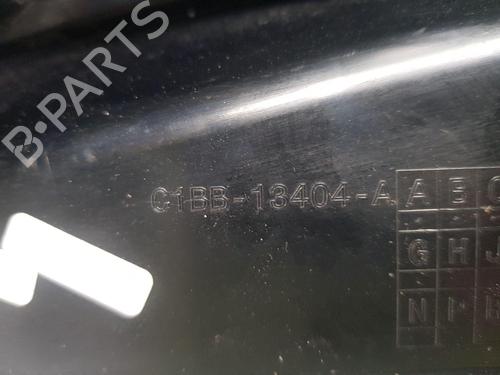 B-PARTS
C1BB-13404-A A B C
G H J
N P R